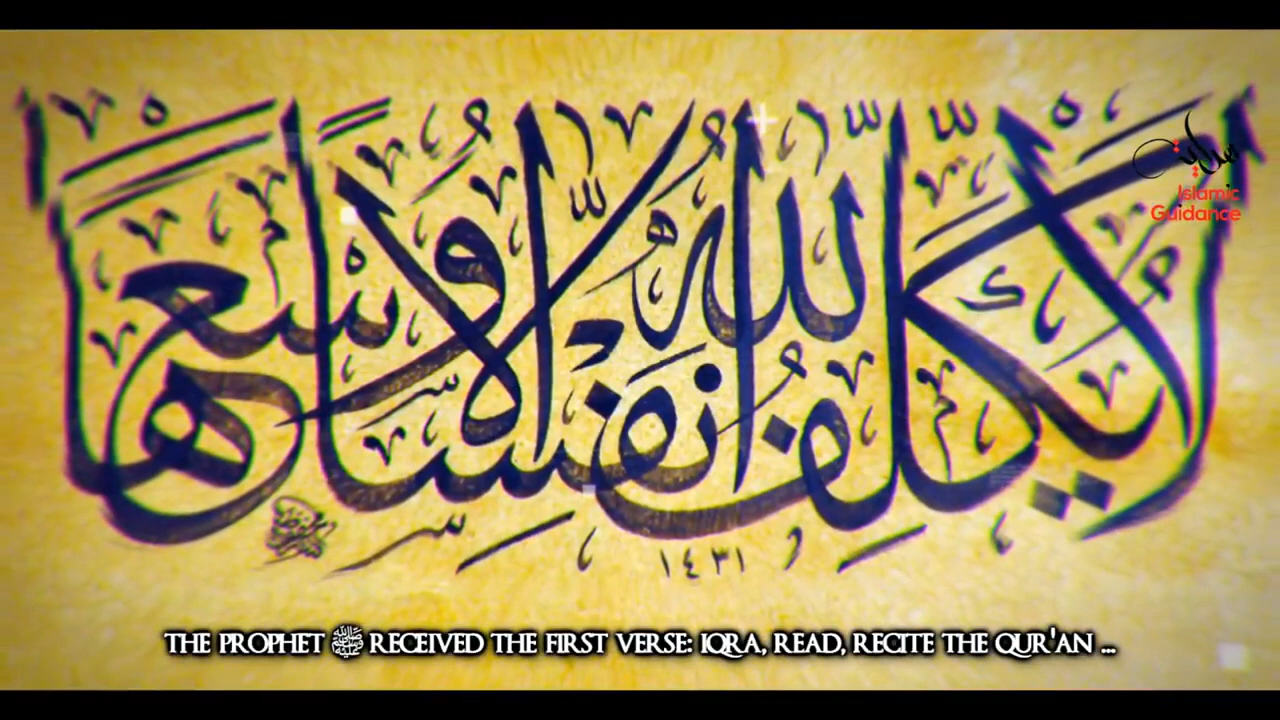 لا يكلف الله نفسا الا وسعها
١٤٣١
Islamic
Guidance
THE PROPHET ﷺ RECEIVED THE FIRST VERSE: IQRA, READ, RECITE THE QUR'AN ...